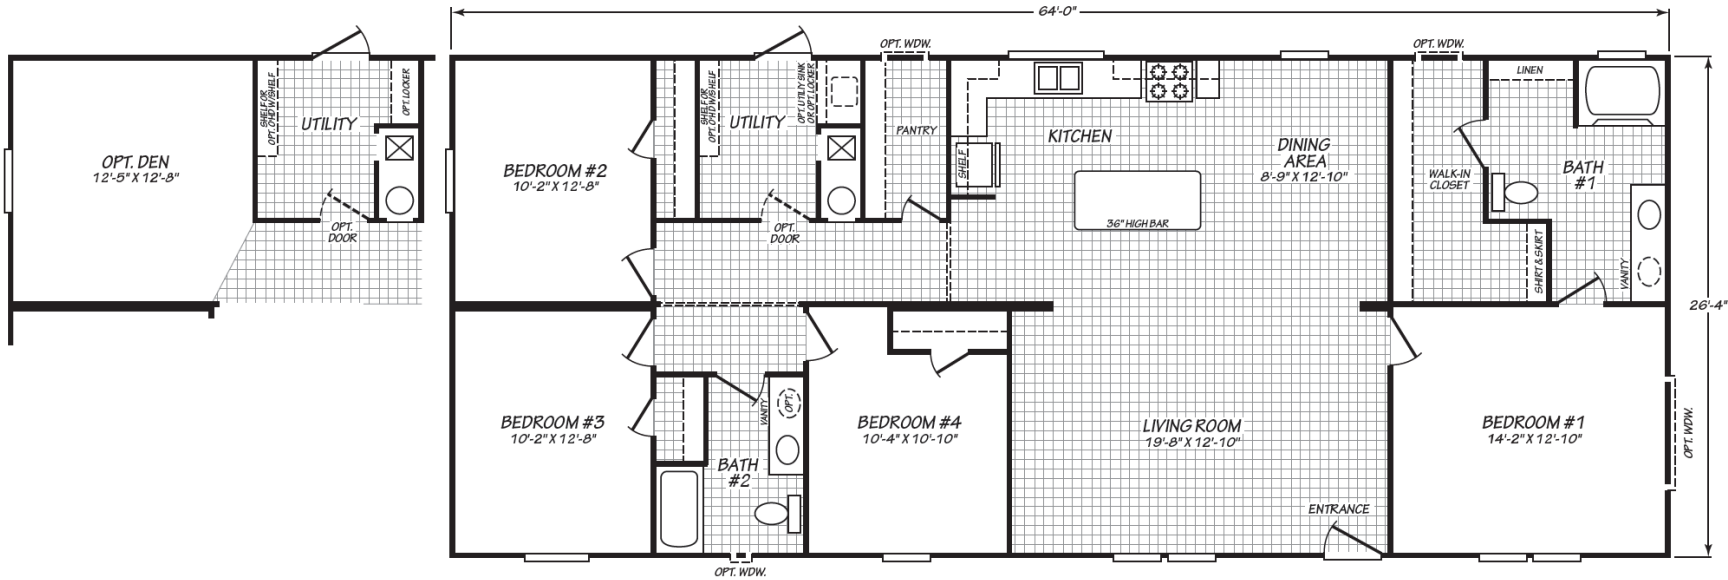 64'-0"
OPT. WDW.
OPT. WDW.
SHELF OR
OPT. OHD W/SHELF
OPT. LOCKER
UTILITY
OPT. DEN
12'-5" X 12'-8"
OPT.
DOOR
BEDROOM #2
10'-2" X 12'-8"
SHELF OR
OPT. OHD W/SHELF
UTILITY
OPT. UTILIY SINK
OR OPT. LOCKER
OPT.
DOOR
PANTRY
SHELF
KITCHEN
36" HIGH BAR
DINING
AREA
8'-9" X 12'-10"
WALK-IN
CLOSET
LINEN
BATH
#1
SHIRT & SKIRT
VANITY
26'-4"
BEDROOM #3
10'-2" X 12'-8"
VANITY
OPT.
BATH
#2
OPT. WDW.
BEDROOM #4
10'-4" X 10'-10"
LIVING ROOM
19'-8" X 12'-10"
ENTRANCE
BEDROOM #1
14'-2" X 12'-10"
OPT. WDW.